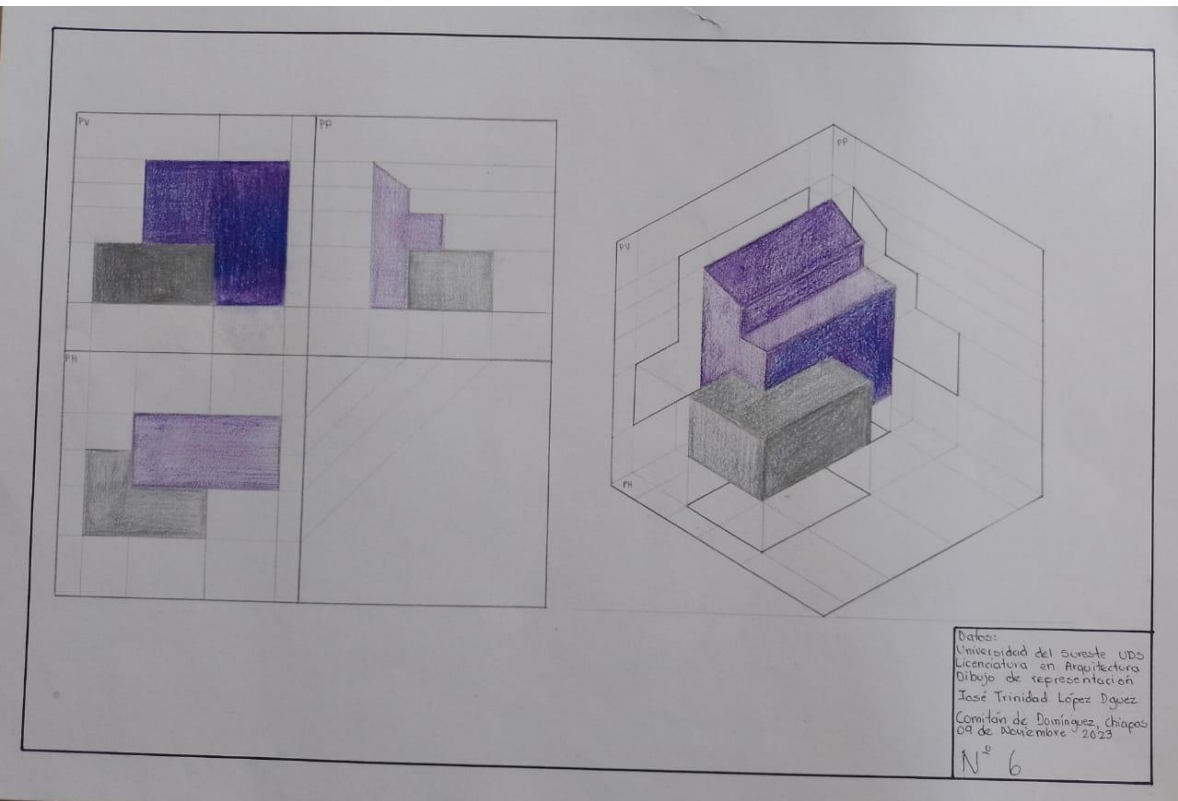 PV
PP
PH
PP
PV
PH
Datos:
Universidad del Sureste UDS
Licenciatura en Arquitectura
Dibujo de representación
José Trinidad López Dguez
Comitán de Domínguez, Chiapas
09 de Noviembre 2023
Nº 6